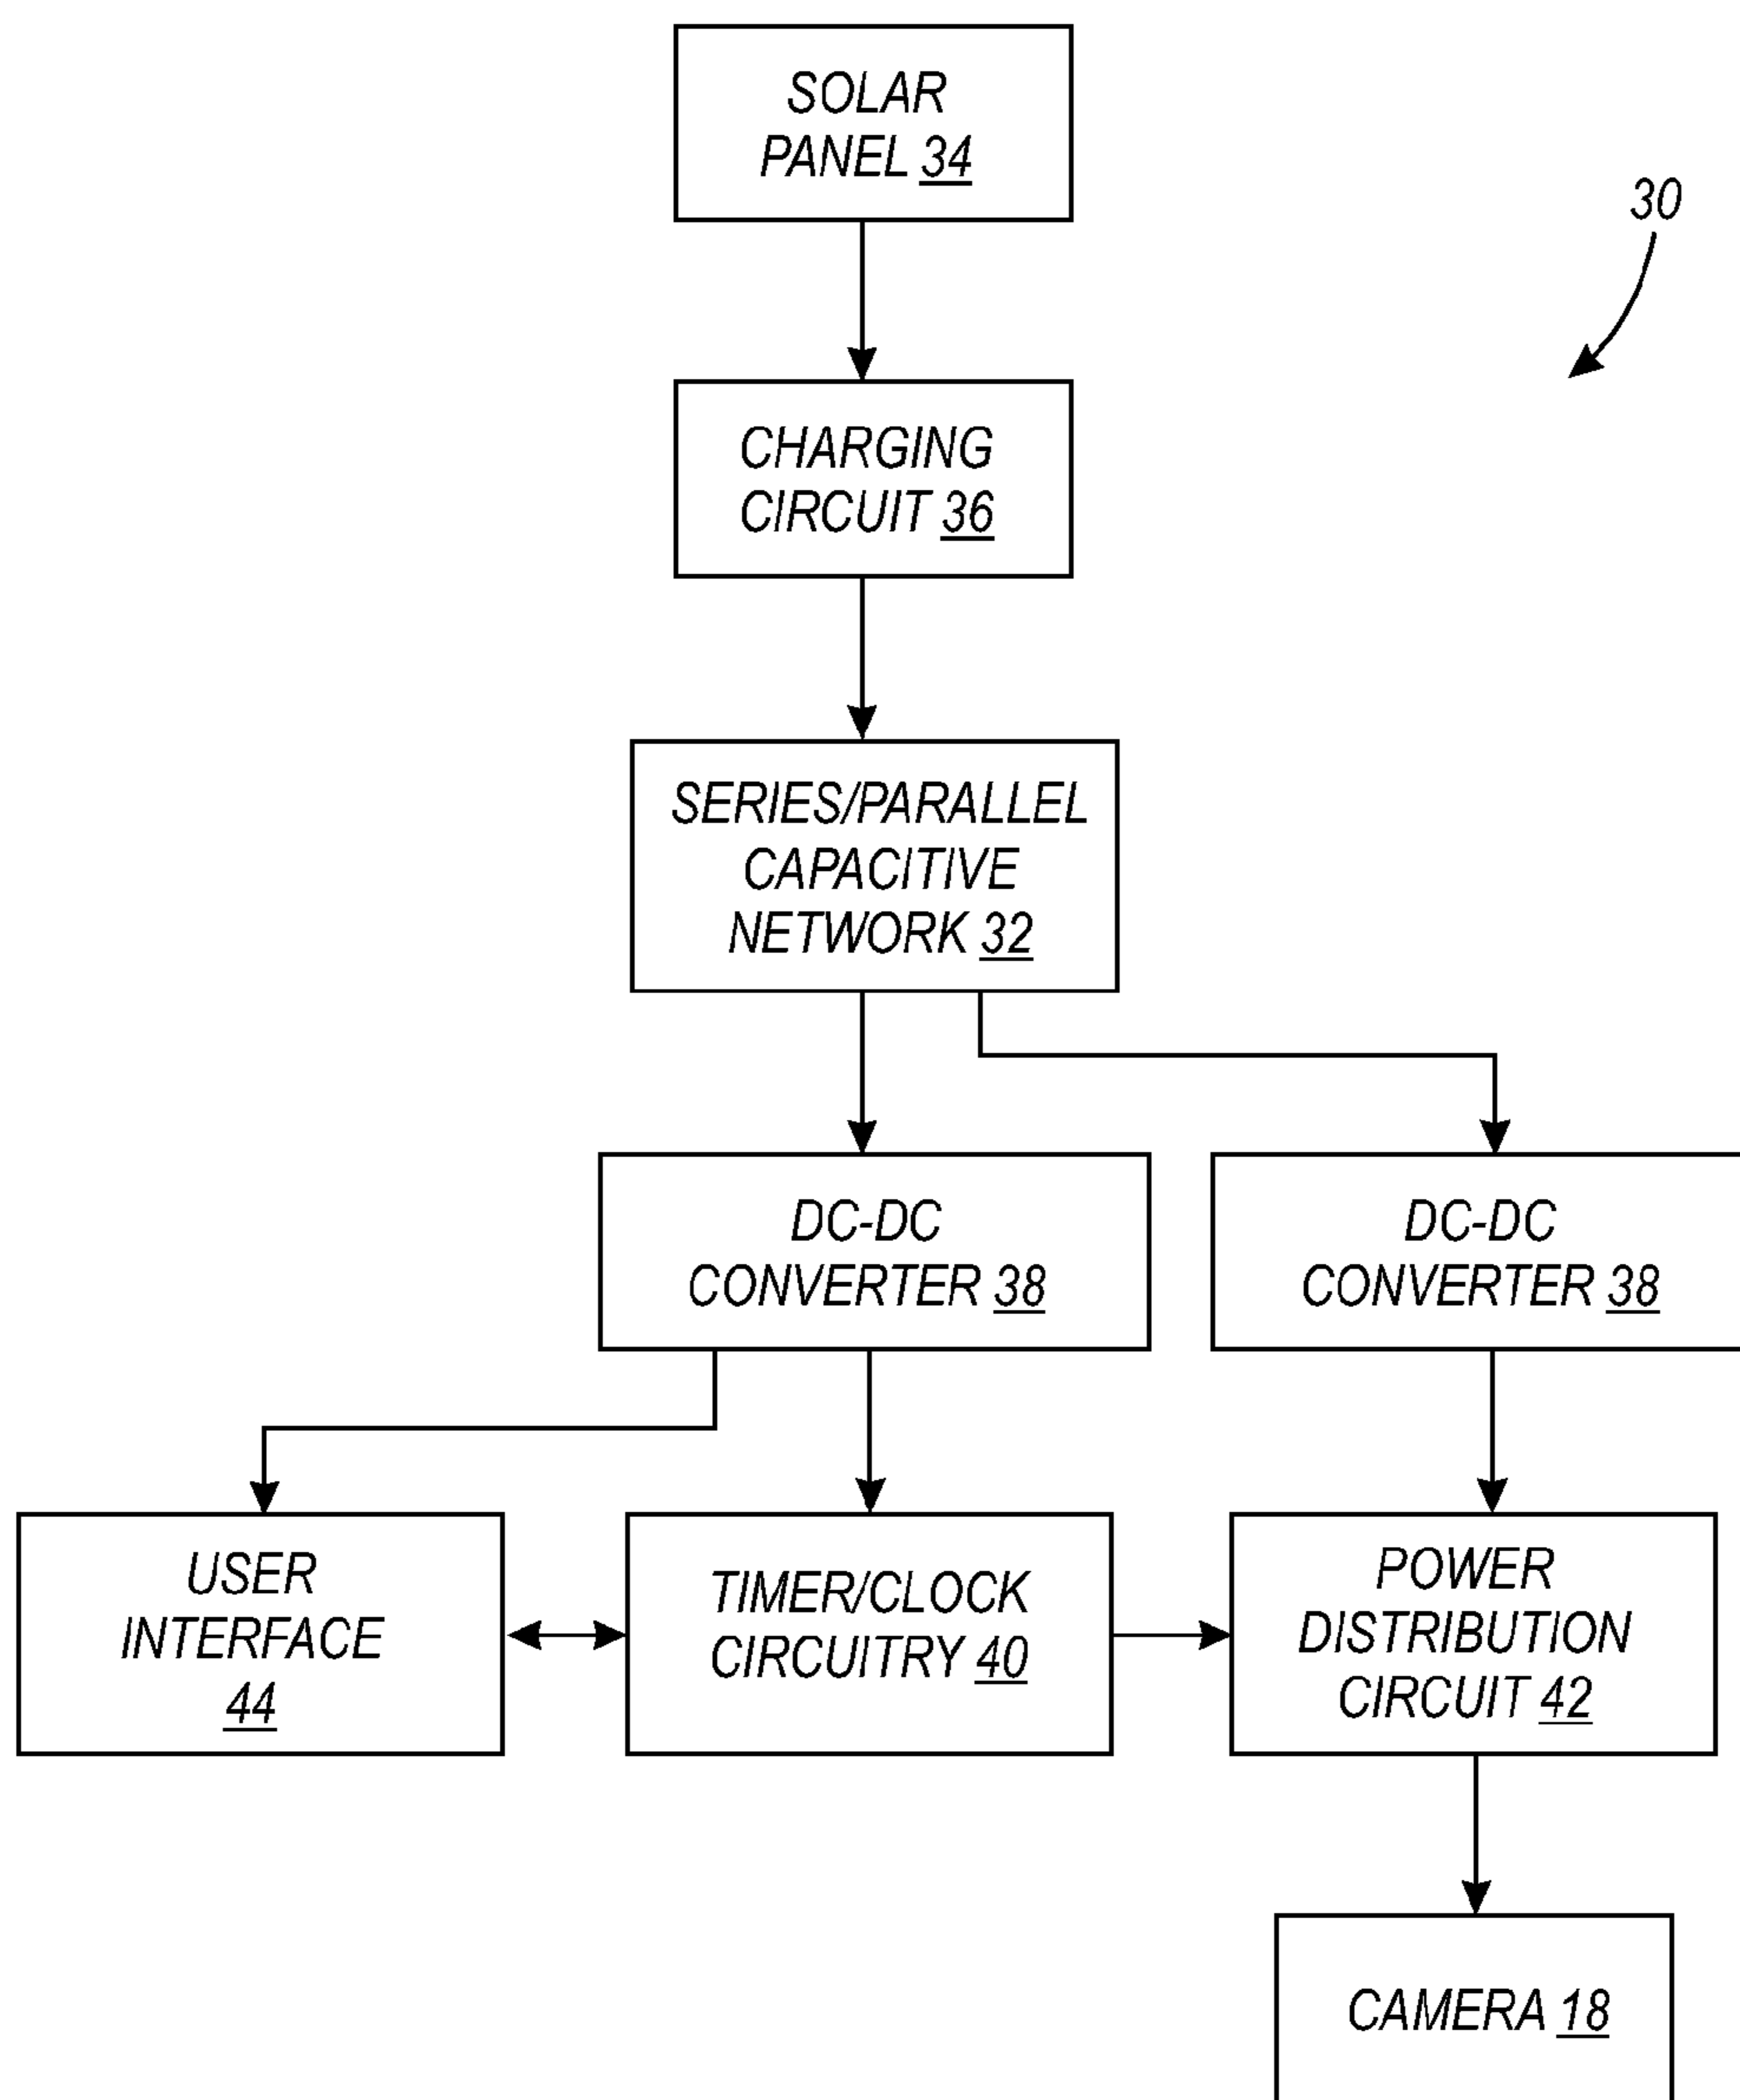 SOLAR
PANEL 34
30
CHARGING
CIRCUIT 36
SERIES/PARALLEL
CAPACITIVE
NETWORK 32
DC-DC
CONVERTER 38
DC-DC
CONVERTER 38
USER
INTERFACE
44
TIMER/CLOCK
CIRCUITRY 40
POWER
DISTRIBUTION
CIRCUIT 42
CAMERA 18